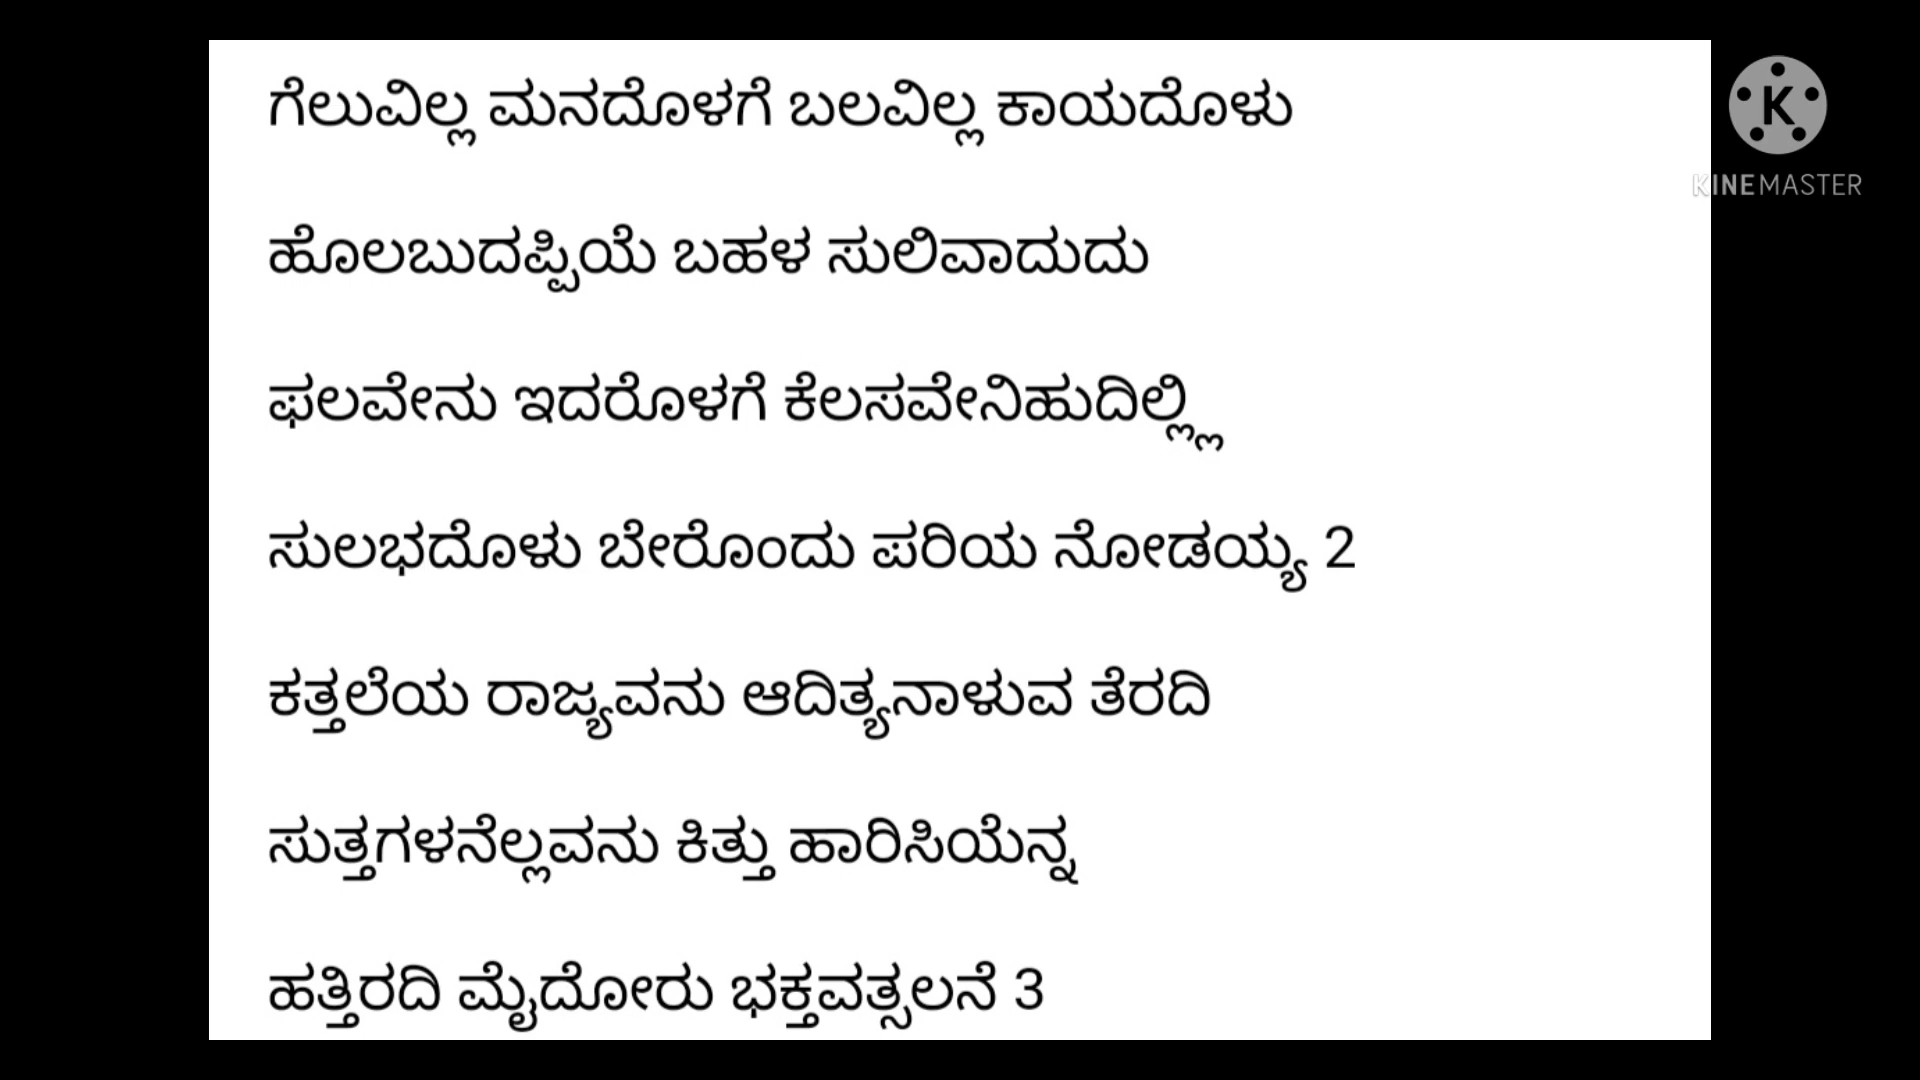 ಗೆಲುವಿಲ್ಲ ಮನದೊಳಗೆ ಬಲವಿಲ್ಲ ಕಾಯದೊಳು
K
KINEMASTER
ಹೊಲಬುದಪ್ಪಿಯೆ ಬಹಳ ಸುಲಿವಾದುದು
ಫಲವೇನು ಇದರೊಳಗೆ ಕೆಲಸವೇನಿಹುದಿಲ್ಲ್ಲಿ
ಸುಲಭದೊಳು ಬೇರೊಂದು ಪರಿಯ ನೋಡಯ್ಯ 2
ಕತ್ತಲೆಯ ರಾಜ್ಯವನು ಆದಿತ್ಯನಾಳುವ ತೆರದಿ
ಸುತ್ತಗಳನೆಲ್ಲವನು ಕಿತ್ತು ಹಾರಿಸಿಯೆನ್ನ
ಹತ್ತಿರದಿ ಮೈದೋರು ಭಕ್ತವತ್ಸಲನೆ 3